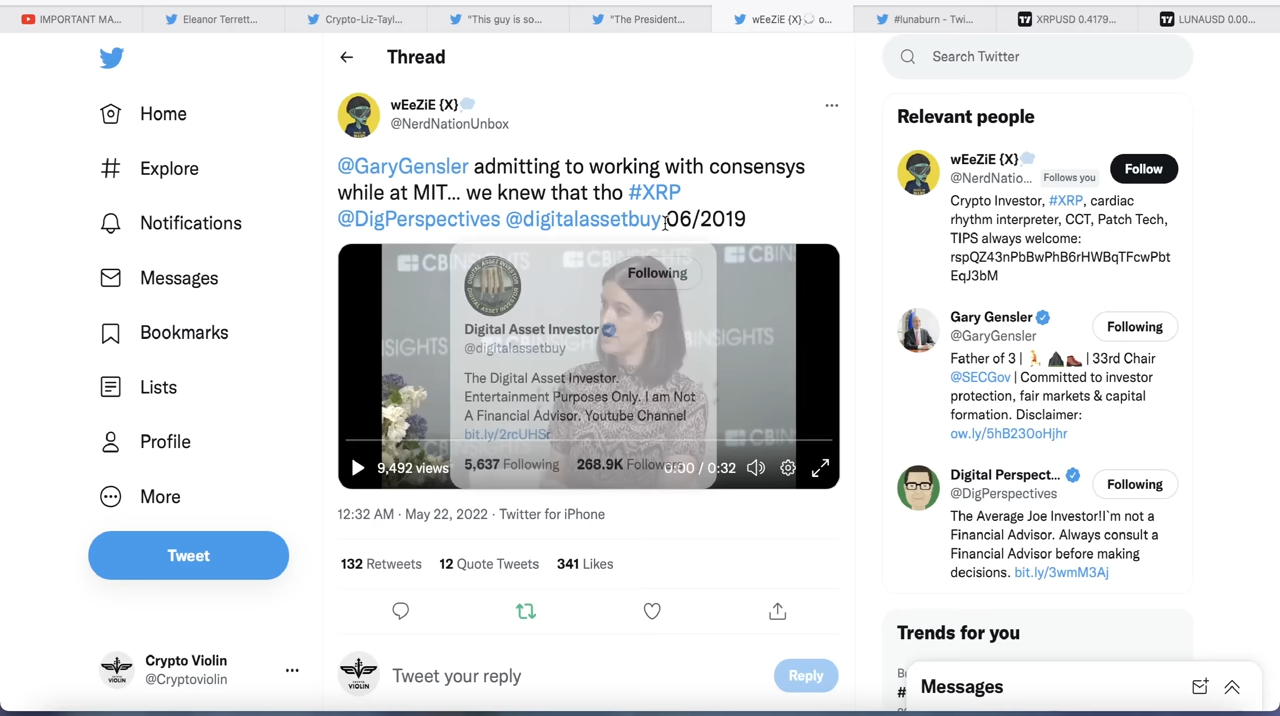 IMPORTANT MA...
Eleanor Terrett...
Crypto-Liz-Tayl...
"This guy is so...
"The President...
wEeZiE {X} o...
#lunaburn - Twi...
XRPUSD 0.4179...
LUNAUSD 0.00...
Home
Explore
Notifications
Messages
Bookmarks
Lists
Profile
More
Tweet
Crypto Violin
@Cryptoviolin
Thread
wEeZiE {X}
@NerdNationUnbox
@GaryGensler admitting to working with consensys
while at MIT... we knew that tho #XRP
@DigPerspectives @digitalassetbuy 06/2019
CBINSIGHTS
Following
Digital Asset Investor
@digitalassetbuy
The Digital Asset Investor.
Entertainment Purposes Only. I am Not
A Financial Advisor. Youtube Channel
bit.ly/2rcUHSr
5,637 Following 268.9K Followers
9,492 views
0:00 / 0:32
12:32 AM · May 22, 2022 · Twitter for iPhone
132 Retweets 12 Quote Tweets 341 Likes
CRYPTO
VIOLIN
Tweet your reply
Reply
Search Twitter
Relevant people
wEeZiE {X}
@NerdNatio... Follows you
Follow
Crypto Investor, #XRP, cardiac
rhythm interpreter, CCT, Patch Tech,
TIPS always welcome:
rspQZ43nPbBwPhB6rHWBqTFcwPbt
EqJ3bM
Gary Gensler
@GaryGensler
Following
Father of 3 | | 33rd Chair
@SECGov | Committed to investor
protection, fair markets & capital
formation. Disclaimer:
ow.ly/5hB230oHjhr
Digital Perspect...
@DigPerspectives
Following
The Average Joe Investor!I`m not a
Financial Advisor. Always consult a
Financial Advisor before making
decisions. bit.ly/3wmM3Aj
Trends for you
Messages